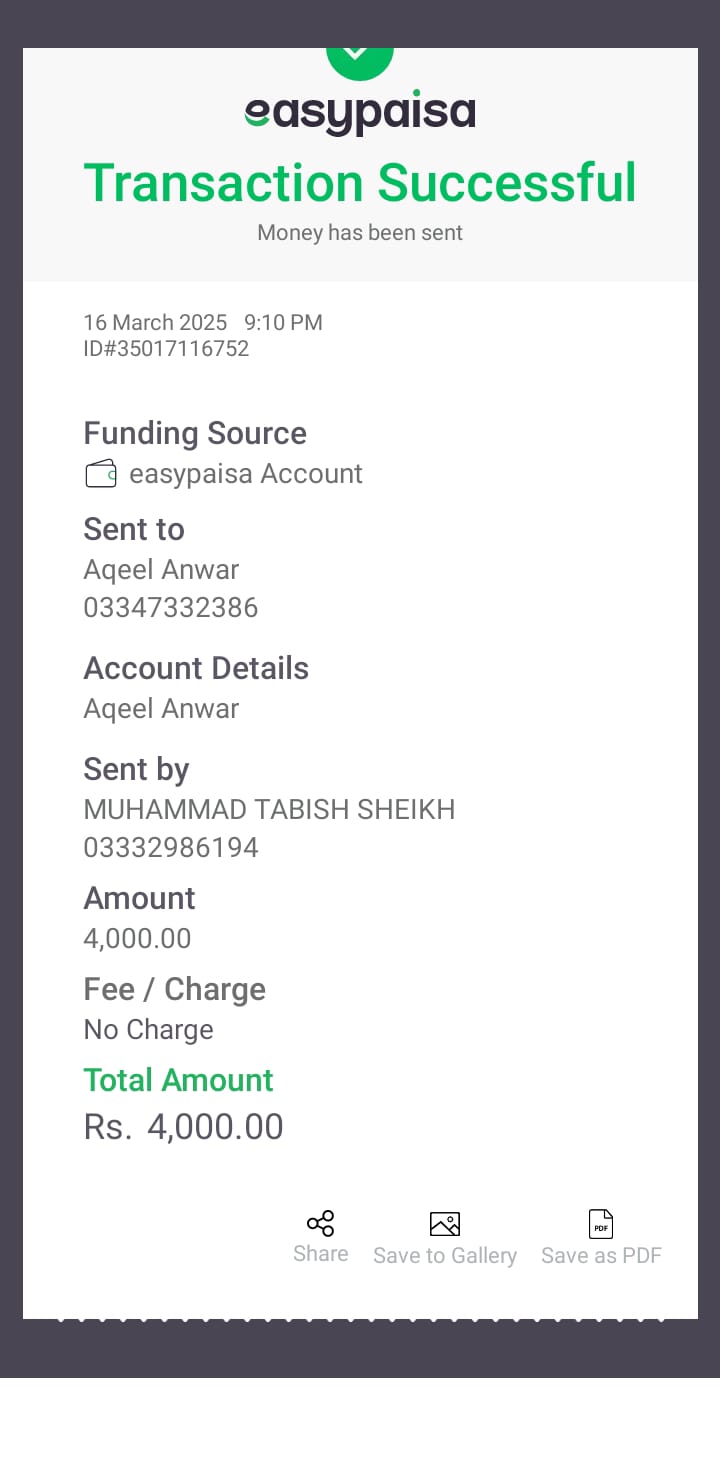 easypaisa
Transaction Successful
Money has been sent
16 March 2025 9:10 PM
ID#35017116752
Funding Source
easypaisa Account
Sent to
Aqeel Anwar
03347332386
Account Details
Aqeel Anwar
Sent by
MUHAMMAD TABISH SHEIKH
03332986194
Amount
4,000.00
Fee / Charge
No Charge
Total Amount
Rs. 4,000.00
PDF
Share Save to Gallery Save as PDF